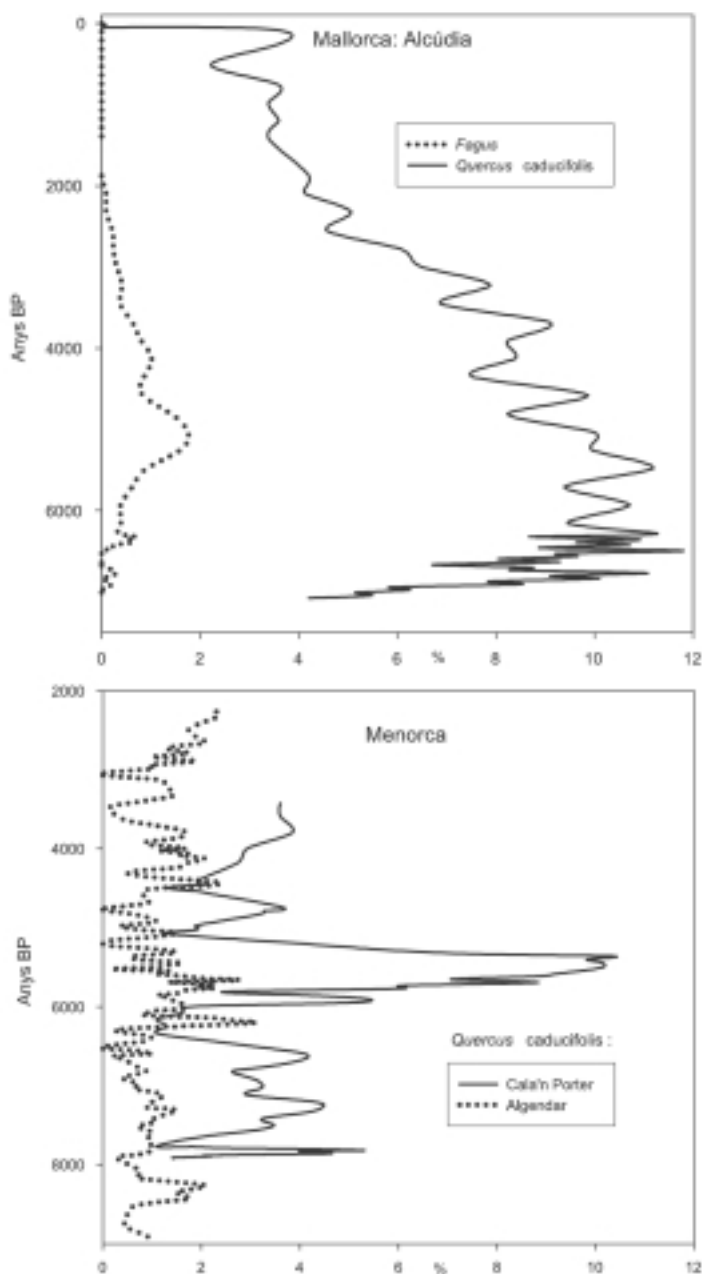 Mallorca: Alcúdia
Fagus
Quercus caducifolis
Anys BP
0
2000
4000
6000
0 2 4 6 % 8 10 12
Menorca
Anys BP
2000
4000
6000
8000
Quercus caducifolis :
Cala'n Porter
Algendar
0 2 4 6 % 8 10 12